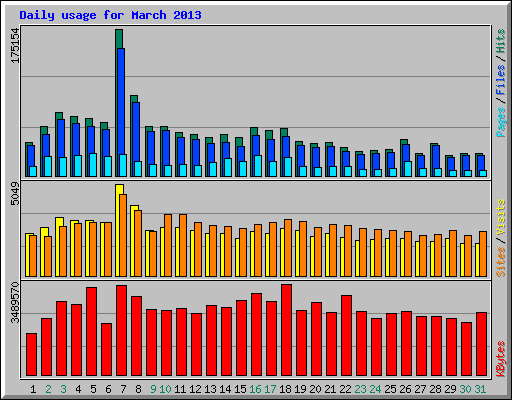 Daily usage for March 2013
175154
Pages / Files / Hits
5049
Sites / Visits
3489570
KBytes
1 2 3 4 5 6 7 8 9 10 11 12 13 14 15 16 17 18 19 20 21 22 23 24 25 26 27 28 29 30 31